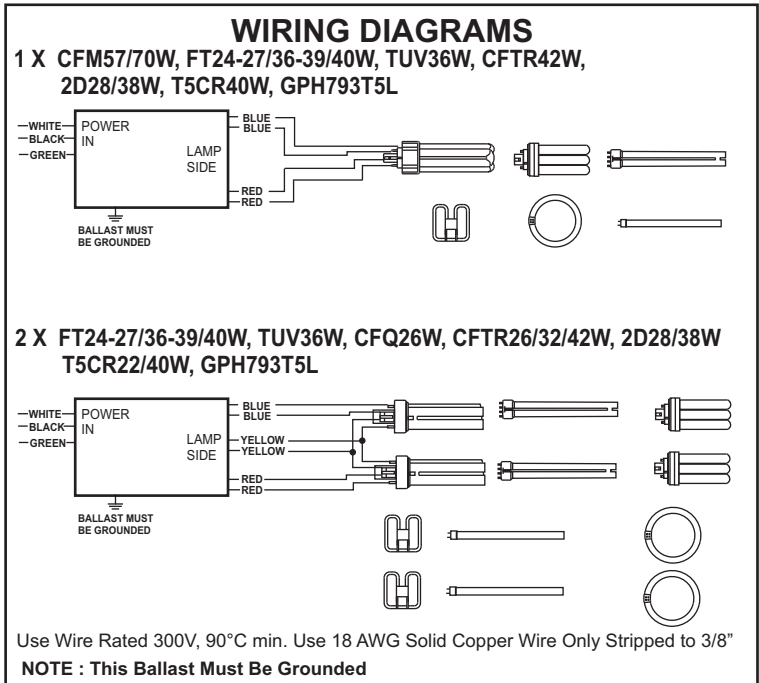 WIRING DIAGRAMS
1 X CFM57/70W, FT24-27/36-39/40W, TUV36W, CFTR42W,
2D28/38W, T5CR40W, GPH793T5L
WHITE
BLACK
GREEN
POWER
IN
LAMP
SIDE
BLUE
BLUE
RED
RED
BALLAST MUST
BE GROUNDED
2 X FT24-27/36-39/40W, TUV36W, CFQ26W, CFTR26/32/42W, 2D28/38W
T5CR22/40W, GPH793T5L
WHITE
BLACK
GREEN
POWER
IN
LAMP
SIDE
BLUE
BLUE
YELLOW
YELLOW
RED
RED
BALLAST MUST
BE GROUNDED
Use Wire Rated 300V, 90°C min. Use 18 AWG Solid Copper Wire Only Stripped to 3/8”
NOTE : This Ballast Must Be Grounded